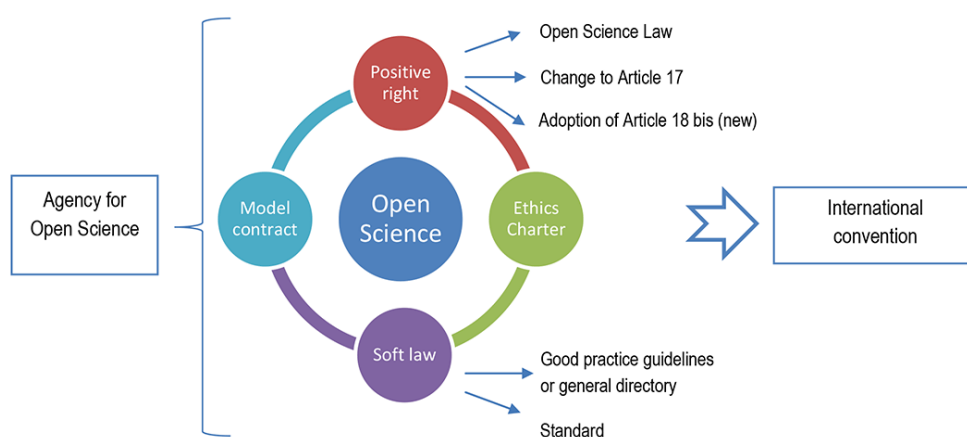 Agency for
Open Science
Positive
right
Open Science Law
Change to Article 17
Adoption of Article 18 bis (new)
Model
contract
Open
Science
Ethics
Charter
Soft law
Good practice guidelines
or general directory
Standard
International
convention